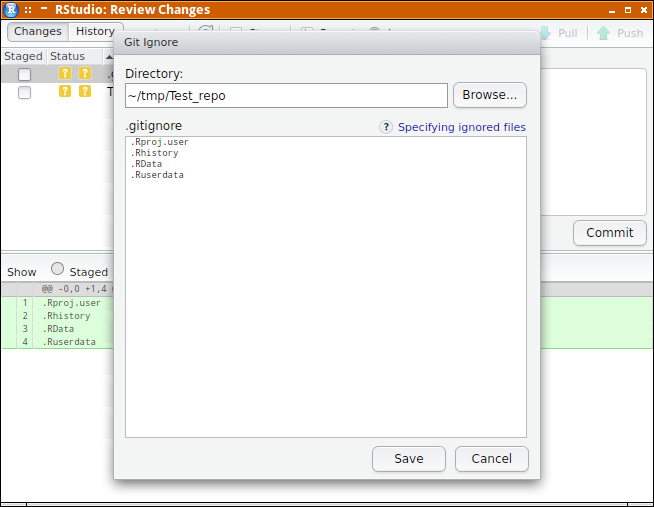 RStudio: Review Changes
Changes History Pull Push
Staged Status
Git Ignore
Directory:
~/tmp/Test_repo Browse...
.gitignore ? Specifying ignored files
.Rproj.user
.Rhistory
.RData
.Ruserdata
Commit
Show Staged
@@ -0,0 +1,4
1 .Rproj.user
2 .Rhistory
3 .RData
4 .Ruserdata
Save Cancel